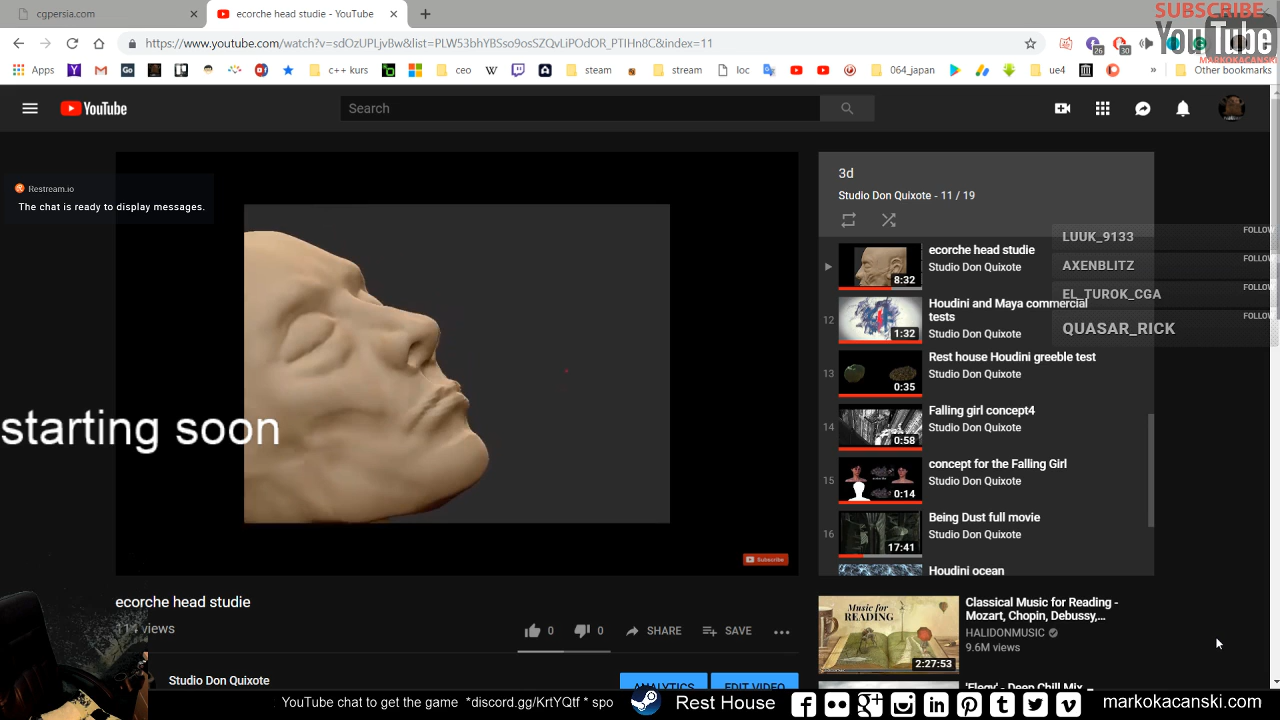 cgpersia.com
ecorche head studie - YouTube
SUBSCRIBE
YouTube
MARKOKACANSKI
https://www.youtube.com/watch?v=sdOzUPLjvBw&list=PLW53bhYBSso9osSZQvLiPOdOR_PTIHn8C&index=11
26
30
Apps
c++ kurs
ceo
steam
stream
loc
064_japan
ue4
»
Other bookmarks
YouTube
Search
Restream.io
The chat is ready to display messages.
3d
Studio Don Quixote - 11 / 19
ecorche head studie
Studio Don Quixote
8:32
12
Houdini and Maya commercial
tests
Studio Don Quixote
1:32
13
Rest house Houdini greeble test
Studio Don Quixote
0:35
14
Falling girl concept4
Studio Don Quixote
0:58
15
concept for the Falling Girl
Studio Don Quixote
0:14
16
Being Dust full movie
Studio Don Quixote
17:41
Houdini ocean
LUUK_9133
FOLLOW
AXENBLITZ
FOLLOW
EL_TUROK_CGA
FOLLOW
QUASAR_RICK
FOLLOW
starting soon
Subscribe
ecorche head studie
views
0
0
SHARE
SAVE
Studio Don Quixote
ANALYTICS
EDIT VIDEO
Music for
READING
2:27:53
Classical Music for Reading -
Mozart, Chopin, Debussy,...
HALIDONMUSIC
9.6M views
'Elegy' - Deep Chill Mix
YouTube chat to get the game *discord.gg/KrtYQtf * spo
Rest House
markokacanski.com